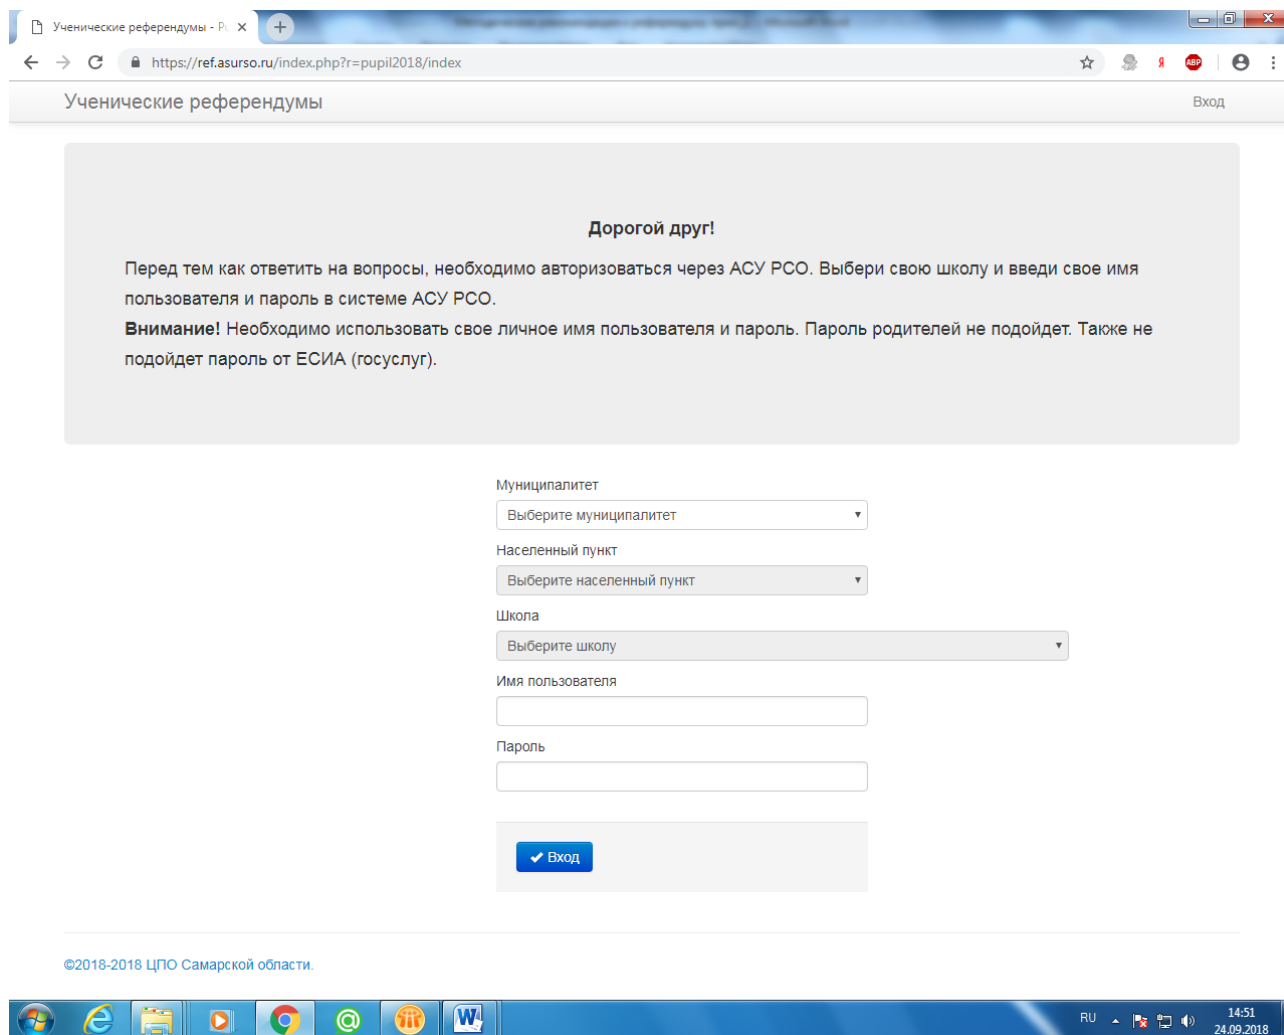 Ученические референдумы - Pu
https://ref.asurso.ru/index.php?r=pupil2018/index
Я ABP
Ученические референдумы Вход
Дорогой друг!
Перед тем как ответить на вопросы, необходимо авторизоваться через АСУ РСО. Выбери свою школу и введи свое имя
пользователя и пароль в системе АСУ РСО.
Внимание! Необходимо использовать свое личное имя пользователя и пароль. Пароль родителей не подойдет. Также не
подойдет пароль от ЕСИА (госуслуг).
Муниципалитет
Выберите муниципалитет
Населенный пункт
Выберите населенный пункт
Школа
Выберите школу
Имя пользователя
Пароль
Вход
©2018-2018 ЦПО Самарской области.
RU 14:51
24.09.2018